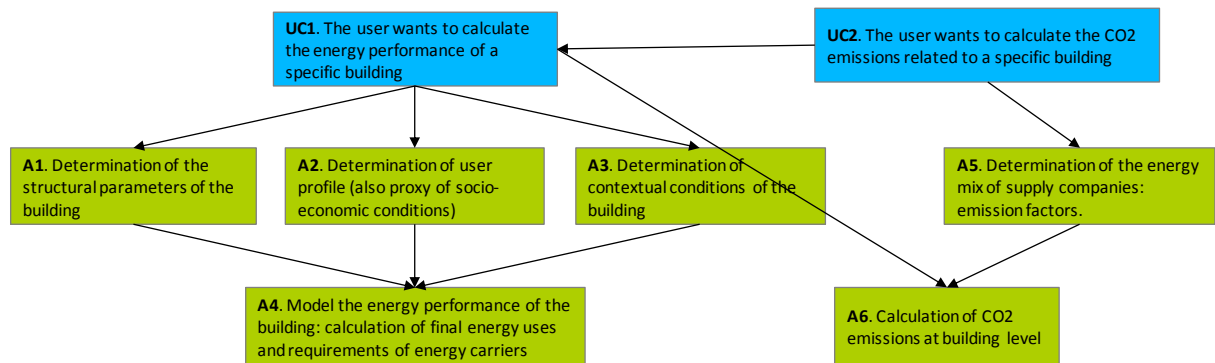 UC1. The user wants to calculate
the energy performance of a
specific building
UC2. The user wants to calculate the CO2
emissions related to a specific building
A1. Determination of the
structural parameters of the
building
A2. Determination of user
profile (also proxy of socio-
economic conditions)
A3. Determination of
contextual conditions of the
building
A5. Determination of the energy
mix of supply companies:
emission factors.
A4. Model the energy performance of the
building: calculation of final energy uses
and requirements of energy carriers
A6. Calculation of CO2
emissions at building level